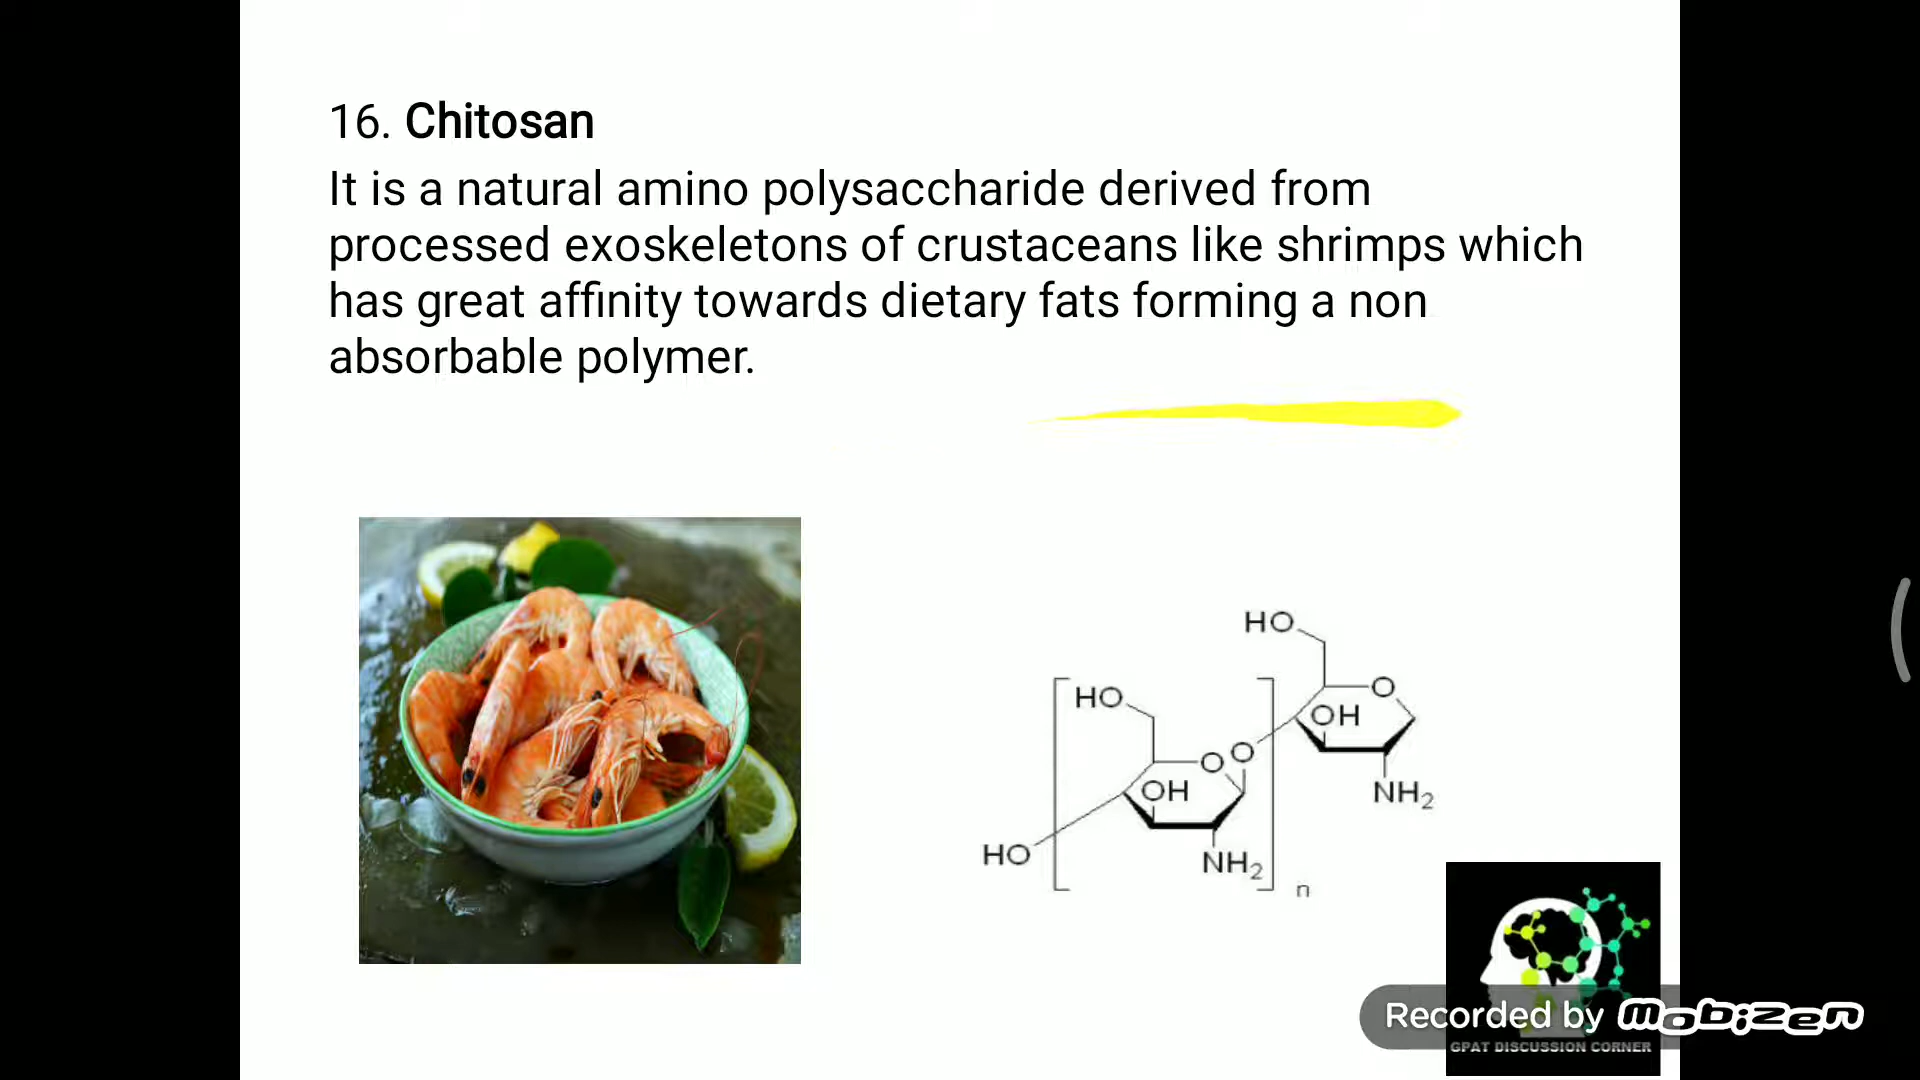 16. Chitosan
It is a natural amino polysaccharide derived from
processed exoskeletons of crustaceans like shrimps which
has great affinity towards dietary fats forming a non
absorbable polymer.
HO
O
HO
OH
O
O
OH
NH2
HO
NH2
n
Recorded by mobizen
GPAT DISCUSSION CORNER